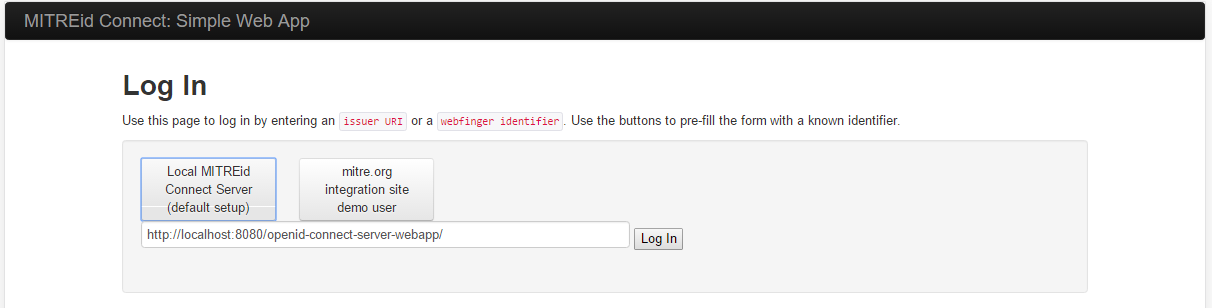 MITREid Connect: Simple Web App
Log In
Use this page to log in by entering an issuer URI or a webfinger identifier. Use the buttons to pre-fill the form with a known identifier.
Local MITREid
Connect Server
(default setup)
mitre.org
integration site
demo user
http://localhost:8080/openid-connect-server-webapp/
Log In